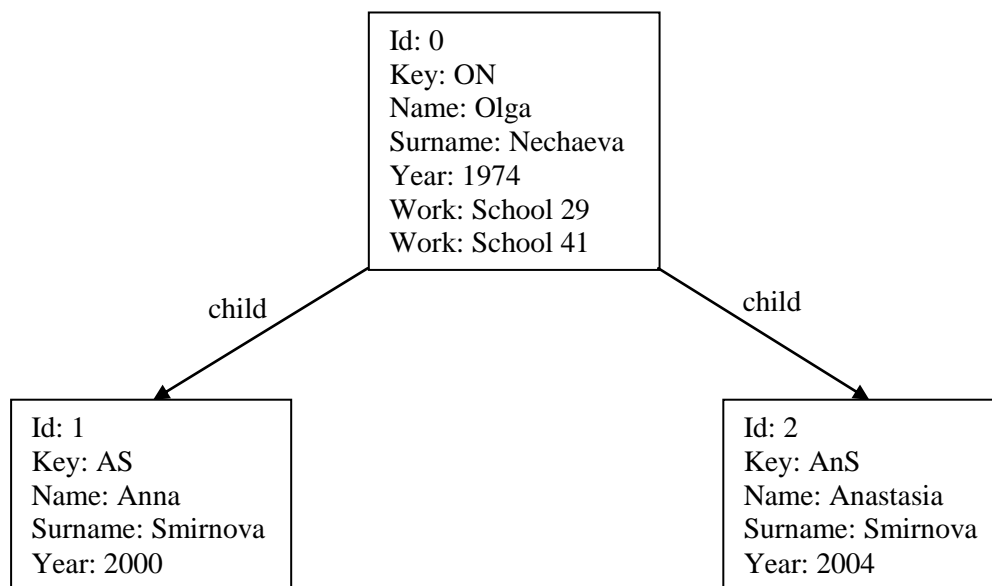 Id: 0
Key: ON
Name: Olga
Surname: Nechaeva
Year: 1974
Work: School 29
Work: School 41
child
child
Id: 1
Key: AS
Name: Anna
Surname: Smirnova
Year: 2000
Id: 2
Key: AnS
Name: Anastasia
Surname: Smirnova
Year: 2004